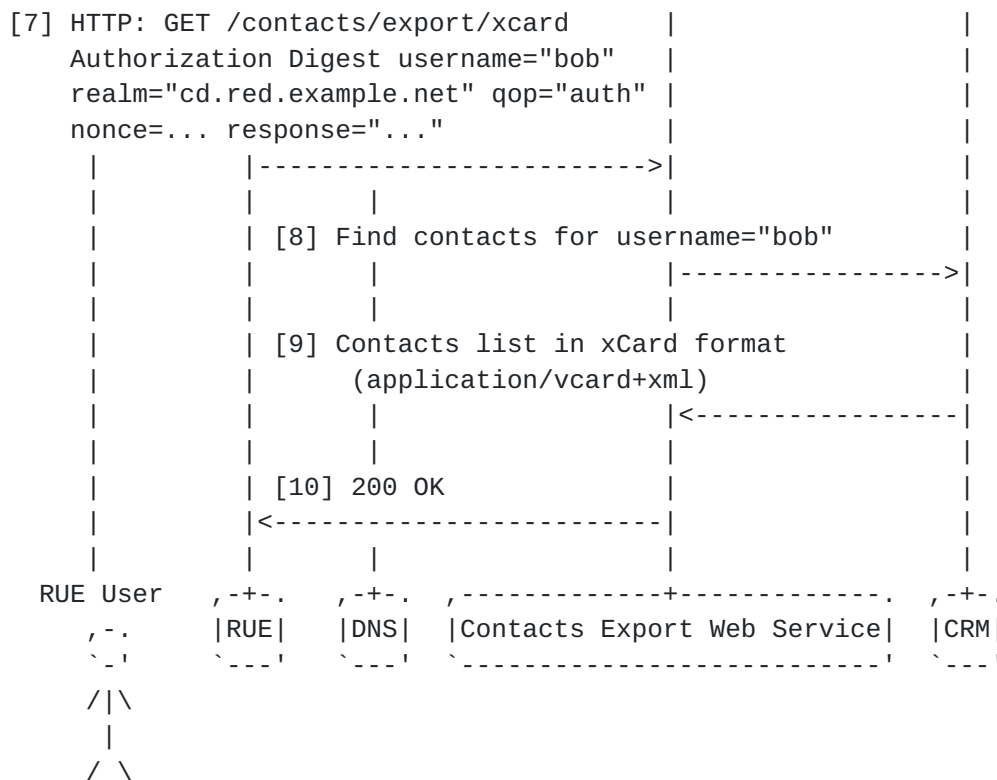 [7] HTTP: GET /contacts/export/xcard
Authorization Digest username="bob"
realm="cd.red.example.net" qop="auth"
nonce=... response="..."
[8] Find contacts for username="bob"
[9] Contacts list in xCard format
(application/vcard+xml)
[10] 200 OK
RUE User
|RUE| |DNS| |Contacts Export Web Service| |CRM|